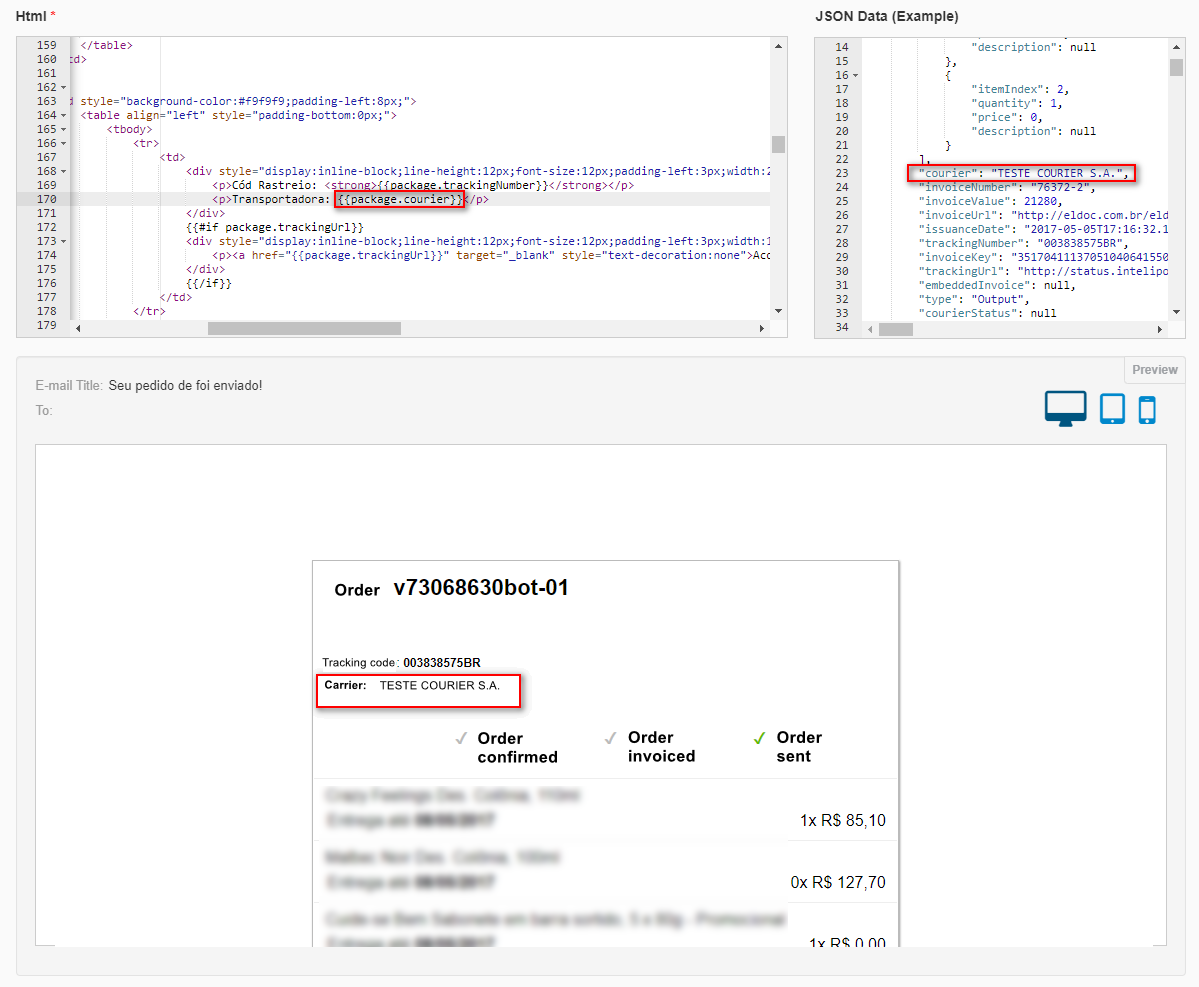 Html *
159 </table>
160 td>
161
162
163 d style="background-color:#f9f9f9;padding-left:8px;">
164 <table align="left" style="padding-bottom:0px;">
165 <tbody>
166 <tr>
167 <td>
168 <div style="display:inline-block;line-height:12px;font-size:12px;padding-left:3px;width:2
169 <p>Cód Rastreio: <strong>{{package.trackingNumber}}</strong></p>
170 <p>Transportadora: {{package.courier}}</p>
171 </div>
172 {{#if package.trackingUrl}}
173 <div style="display:inline-block;line-height:12px;font-size:12px;padding-left:3px;width:1
174 <p><a href="{{package.trackingUrl}}" target="_blank" style="text-decoration:none">Acc
175 </div>
176 {{/if}}
177 </td>
178 </tr>
179
JSON Data (Example)
14 "description": null
15 },
16 {
17 "itemIndex": 2,
18 "quantity": 1,
19 "price": 0,
20 "description": null
21 }
22 ],
23 "courier": "TESTE COURIER S.A.",
24 "invoiceNumber": "76372-2",
25 "invoiceValue": 21280,
26 "invoiceUrl": "http://eldoc.com.br/eld
27 "issuanceDate": "2017-05-05T17:16:32.1
28 "trackingNumber": "003838575BR",
29 "invoiceKey": "3517041113705104064155​0
30 "trackingUrl": "http://status.intelipo
31 "embeddedInvoice": null,
32 "type": "Output",
33 "courierStatus": null
34
Preview
E-mail Title: Seu pedido de foi enviado!
To:
Order v73068630bot-01
Tracking code: 003838575BR
Carrier: TESTE COURIER S.A.
Order confirmed
Order invoiced
Order sent
1x R$ 85,10
0x R$ 127,70
1x R$ 0,00